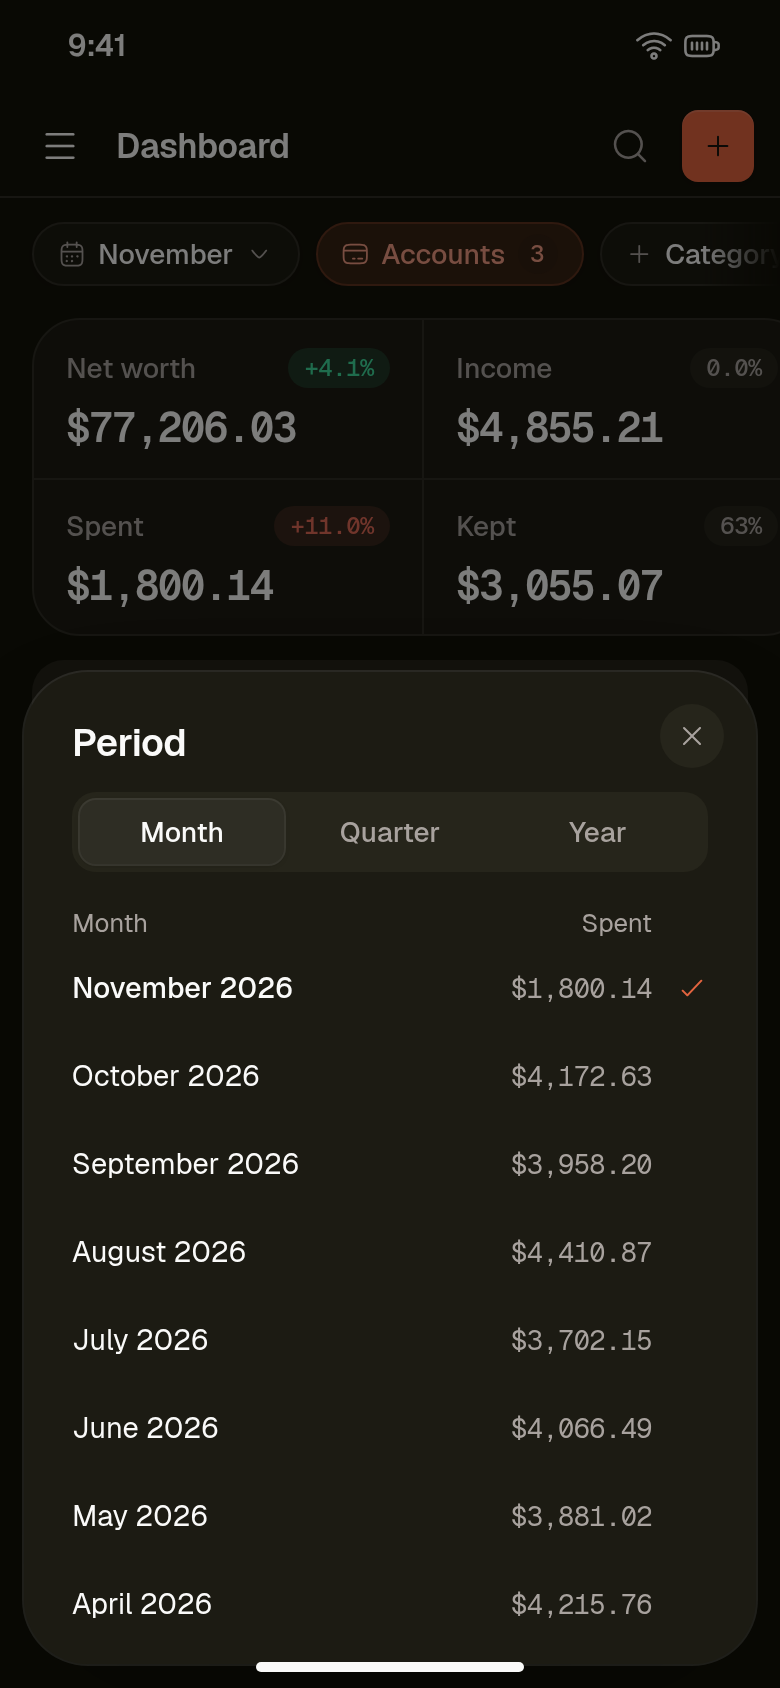 9:41
Dashboard
November
Accounts 3
Category
Net worth +4.1%
$77,206.03
Income 0.0%
$4,855.21
Spent +11.0%
$1,800.14
Kept 63%
$3,055.07
Period
Month Quarter Year
Month Spent
November 2026 $1,800.14
October 2026 $4,172.63
September 2026 $3,958.20
August 2026 $4,410.87
July 2026 $3,702.15
June 2026 $4,066.49
May 2026 $3,881.02
April 2026 $4,215.76